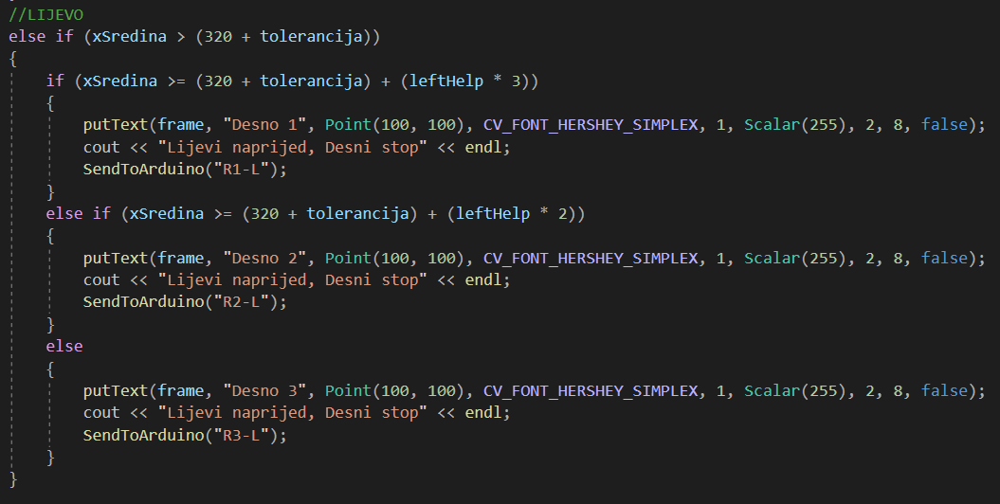 //LIJEVO
else if (xSredina > (320 + tolerancija))
{
if (xSredina >= (320 + tolerancija) + (leftHelp * 3))
{
putText(frame, "Desno 1", Point(100, 100), CV_FONT_HERSHEY_SIMPLEX, 1, Scalar(255), 2, 8, false);
cout << "Lijevi naprijed, Desni stop" << endl;
SendToArduino("R1-L");
}
else if (xSredina >= (320 + tolerancija) + (leftHelp * 2))
{
putText(frame, "Desno 2", Point(100, 100), CV_FONT_HERSHEY_SIMPLEX, 1, Scalar(255), 2, 8, false);
cout << "Lijevi naprijed, Desni stop" << endl;
SendToArduino("R2-L");
}
else
{
putText(frame, "Desno 3", Point(100, 100), CV_FONT_HERSHEY_SIMPLEX, 1, Scalar(255), 2, 8, false);
cout << "Lijevi naprijed, Desni stop" << endl;
SendToArduino("R3-L");
}
}